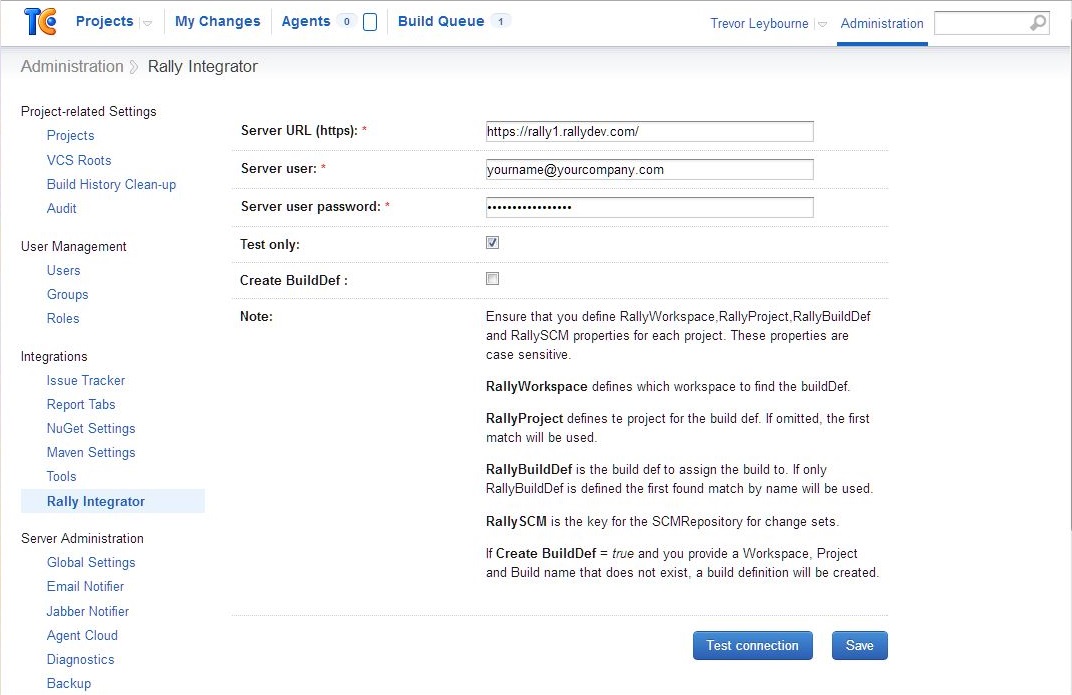 TC Projects My Changes Agents 0 Build Queue 1 Trevor Leybourne Administration
Administration Rally Integrator
Project-related Settings
Projects
VCS Roots
Build History Clean-up
Audit
User Management
Users
Groups
Roles
Integrations
Issue Tracker
Report Tabs
NuGet Settings
Maven Settings
Tools
Rally Integrator
Server Administration
Global Settings
Email Notifier
Jabber Notifier
Agent Cloud
Diagnostics
Backup
Server URL (https): * https://rally1.rallydev.com/
Server user: * yourname@yourcompany.com
Server user password: * •••••••••••••••••
Test only:
Create BuildDef :
Note:
Ensure that you define RallyWorkspace,RallyProject,RallyBuildDef
and RallySCM properties for each project. These properties are
case sensitive.
RallyWorkspace defines which workspace to find the buildDef.
RallyProject defines te project for the build def. If omitted, the first
match will be used.
RallyBuildDef is the build def to assign the build to. If only
RallyBuildDef is defined the first found match by name will be used.
RallySCM is the key for the SCMRepository for change sets.
If Create BuildDef = true and you provide a Workspace, Project
and Build name that does not exist, a build definition will be created.
Test connection Save